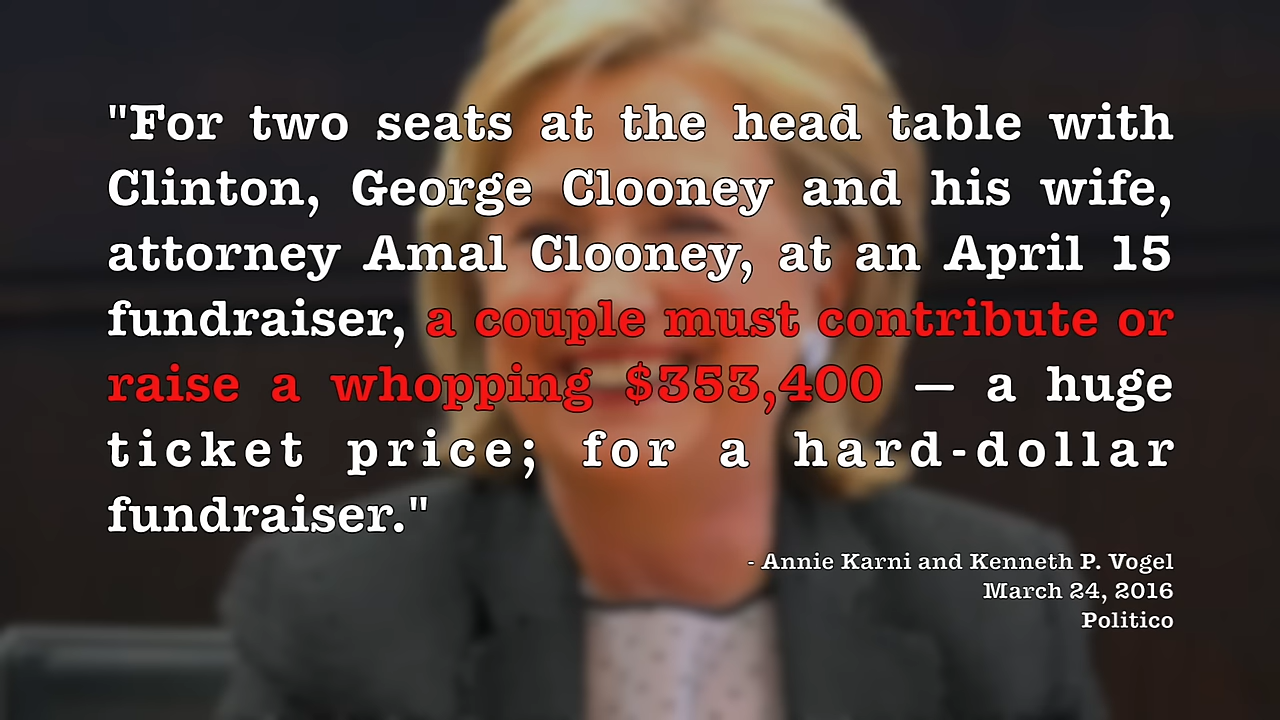 "For two seats at the head table with
Clinton, George Clooney and his wife,
attorney Amal Clooney, at an April 15
fundraiser, a couple must contribute or
raise a whopping $353,400 — a huge
ticket price; for a hard-dollar
fundraiser."
- Annie Karni and Kenneth P. Vogel
March 24, 2016
Politico